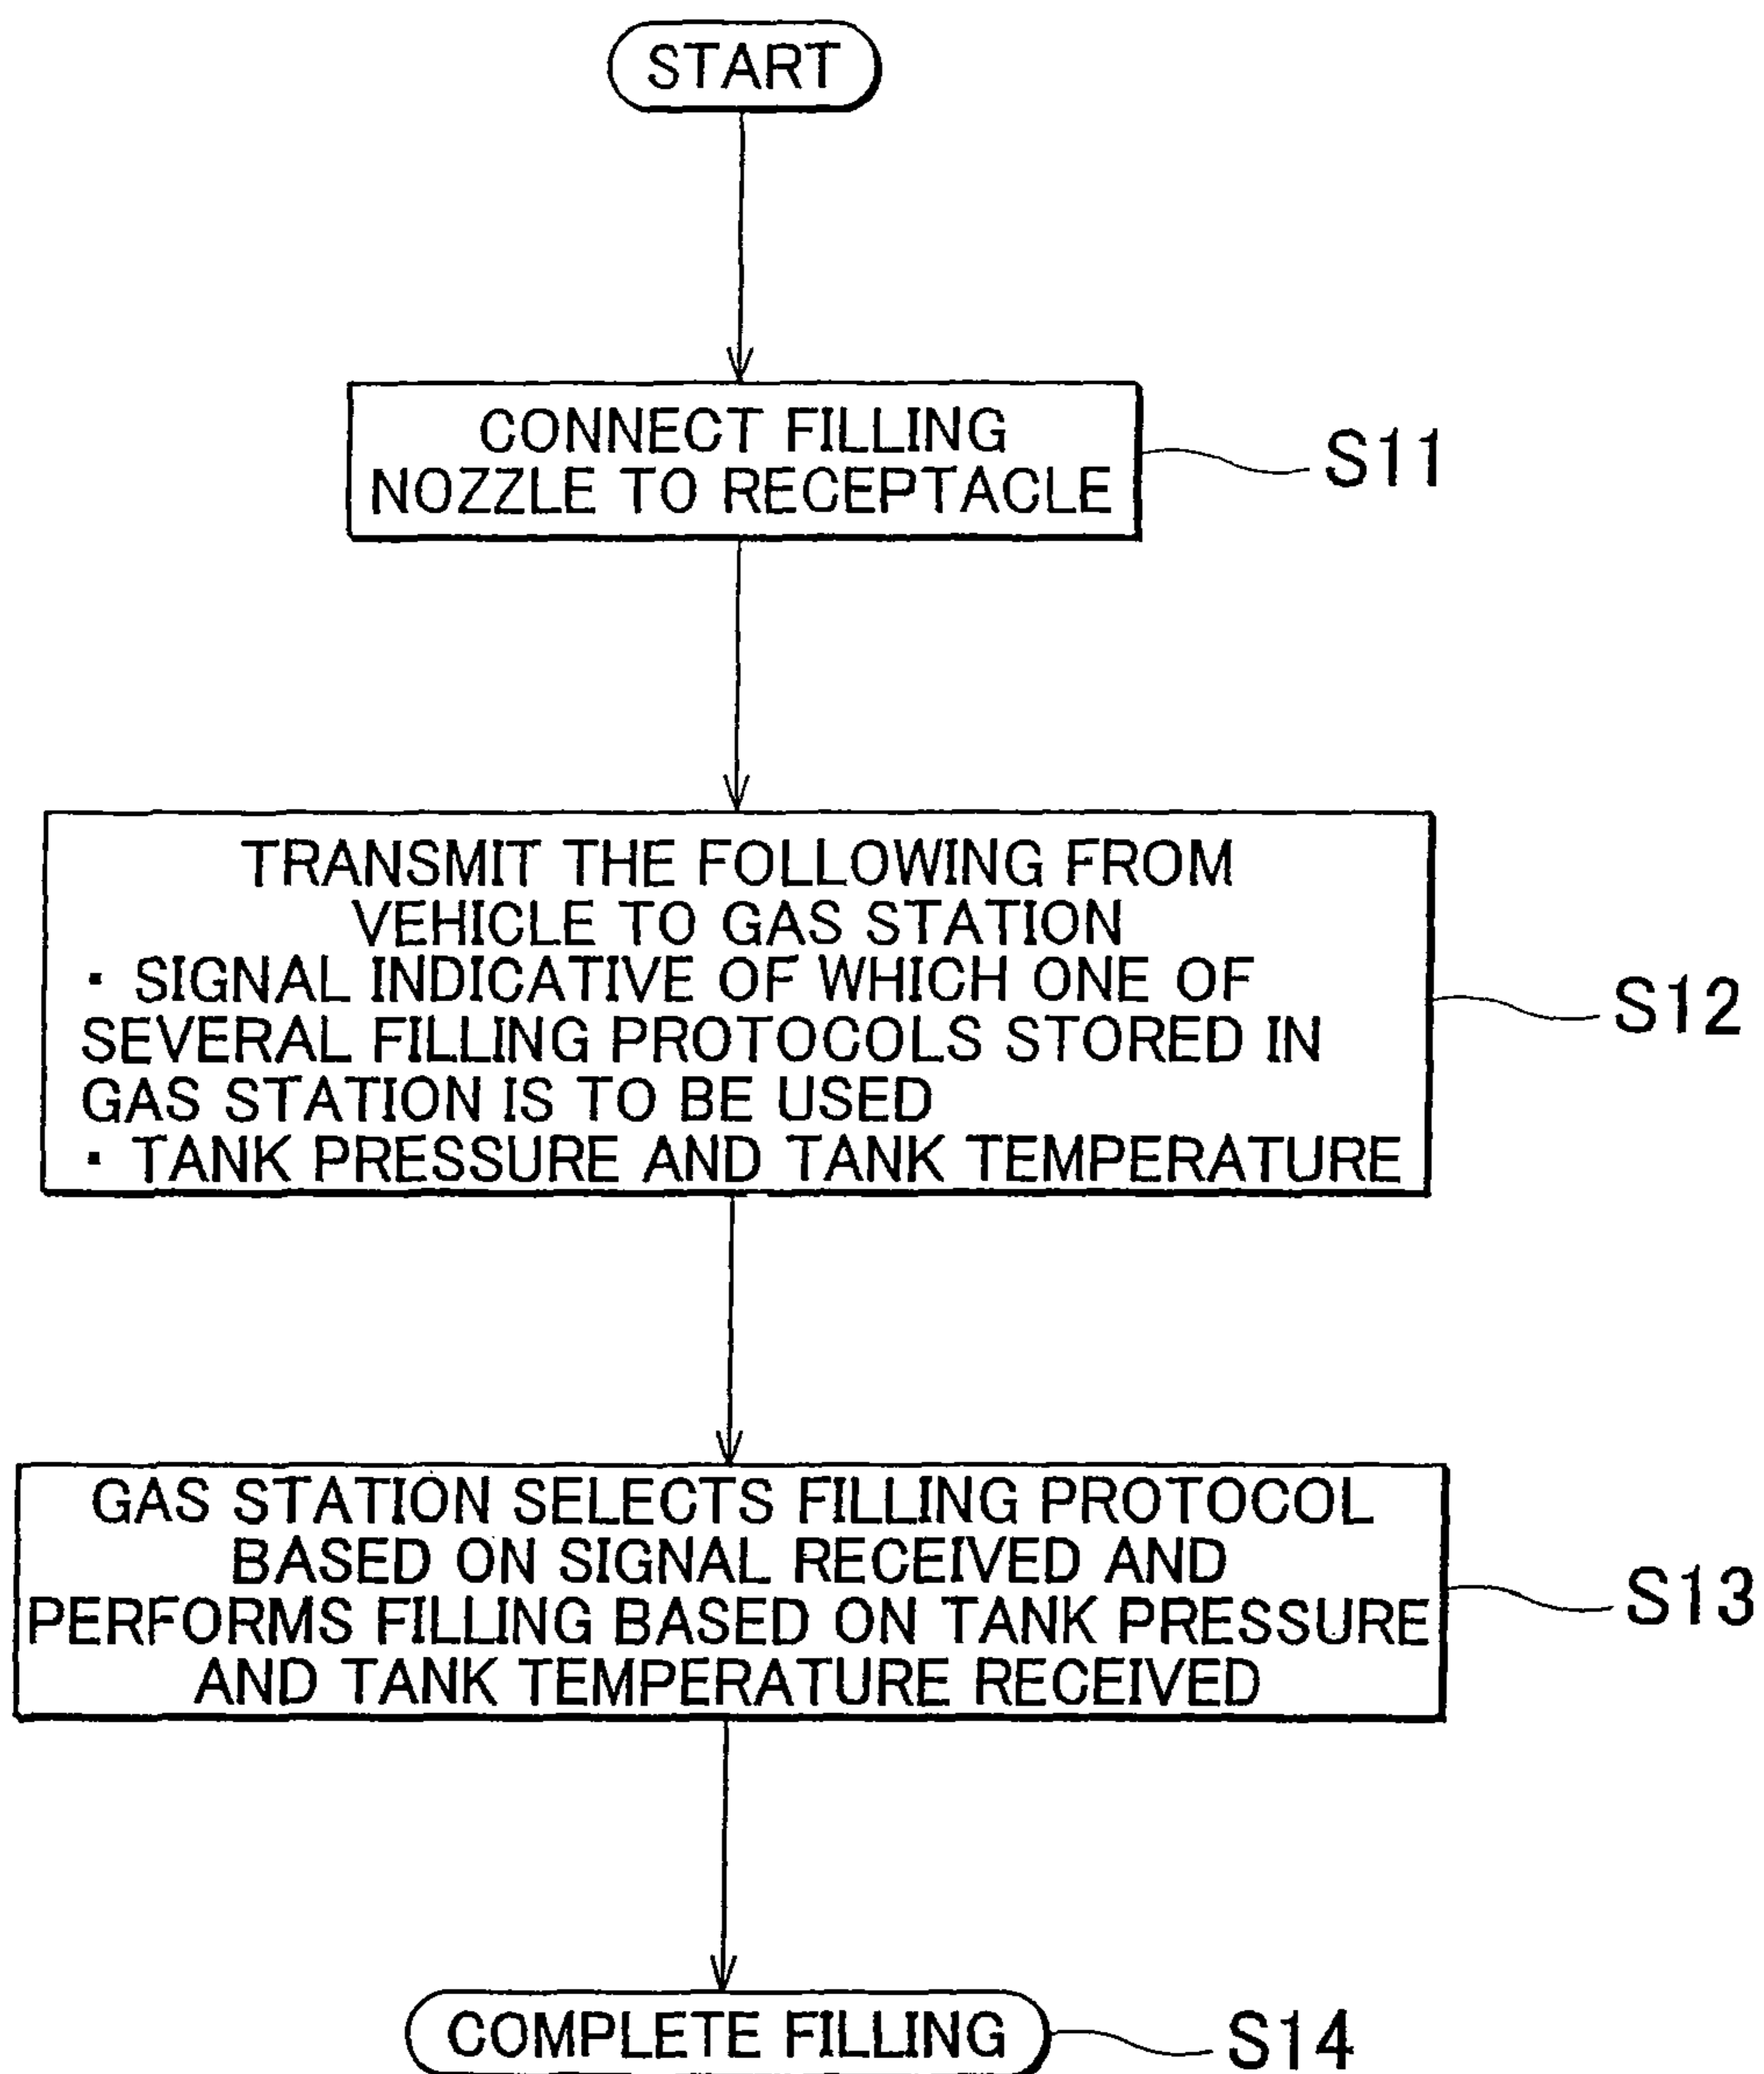 START
CONNECT FILLING
NOZZLE TO RECEPTACLE
S11
TRANSMIT THE FOLLOWING FROM
VEHICLE TO GAS STATION
・ SIGNAL INDICATIVE OF WHICH ONE OF
SEVERAL FILLING PROTOCOLS STORED IN
GAS STATION IS TO BE USED
・ TANK PRESSURE AND TANK TEMPERATURE
S12
GAS STATION SELECTS FILLING PROTOCOL
BASED ON SIGNAL RECEIVED AND
PERFORMS FILLING BASED ON TANK PRESSURE
AND TANK TEMPERATURE RECEIVED
S13
COMPLETE FILLING
S14